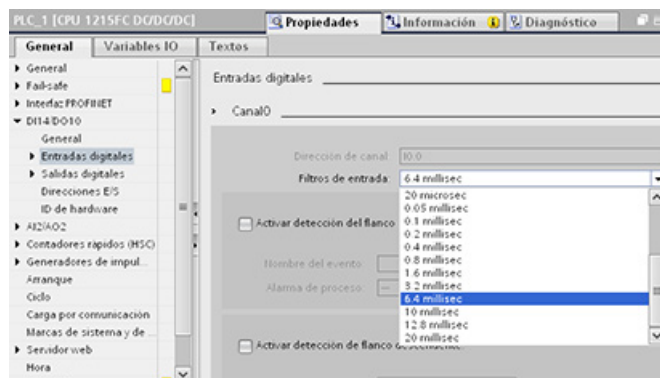 PLC_1 [CPU 1215FC DC/DC/DC]
Propiedades
Información
Diagnóstico
General
Variables IO
Textos
General
Fail-safe
Interfaz PROFINET
DI14/DO10
General
Entradas digitales
Salidas digitales
Direcciones E/S
ID de hardware
AI2/AO2
Contadores rápidos (HSC)
Generadores de impul...
Arranque
Ciclo
Carga por comunicación
Marcas de sistema y de ...
Servidor web
Hora
Entradas digitales
Canal0
Dirección de canal: I0.0
Filtros de entrada: 6.4 millisec
20 microsec
0.05 millisec
0.1 millisec
0.2 millisec
0.4 millisec
0.8 millisec
1.6 millisec
3.2 millisec
6.4 millisec
10 millisec
12.8 millisec
20 millisec
Activar detección del flanco
Nombre del evento:
Alarma de proceso: ---
Activar detección de flanco descendente